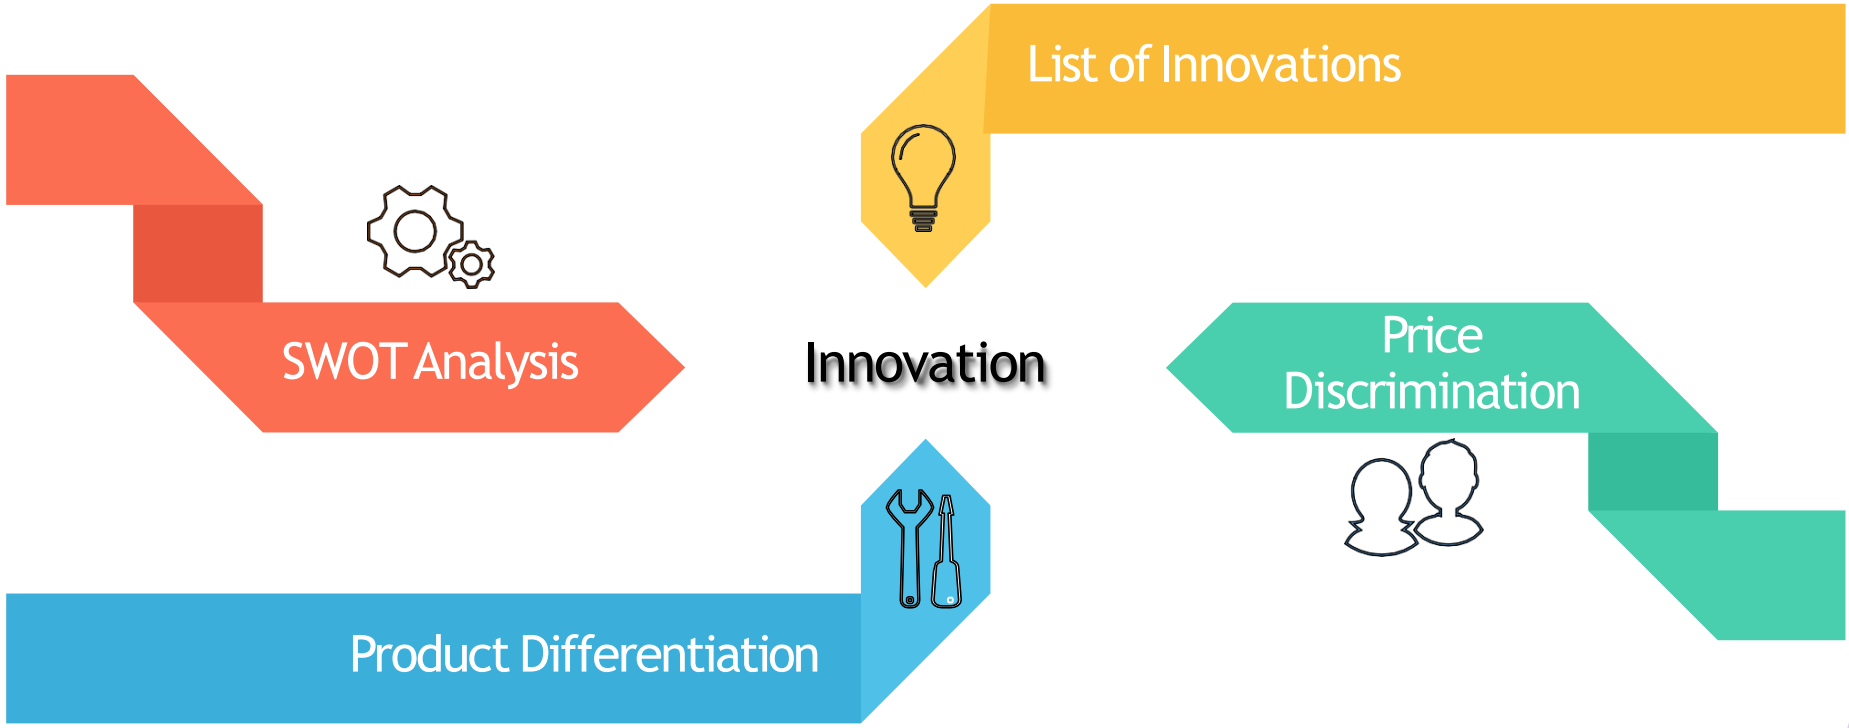 List of Innovations
SWOT Analysis
Innovation
Price
Discrimination
Product Differentiation